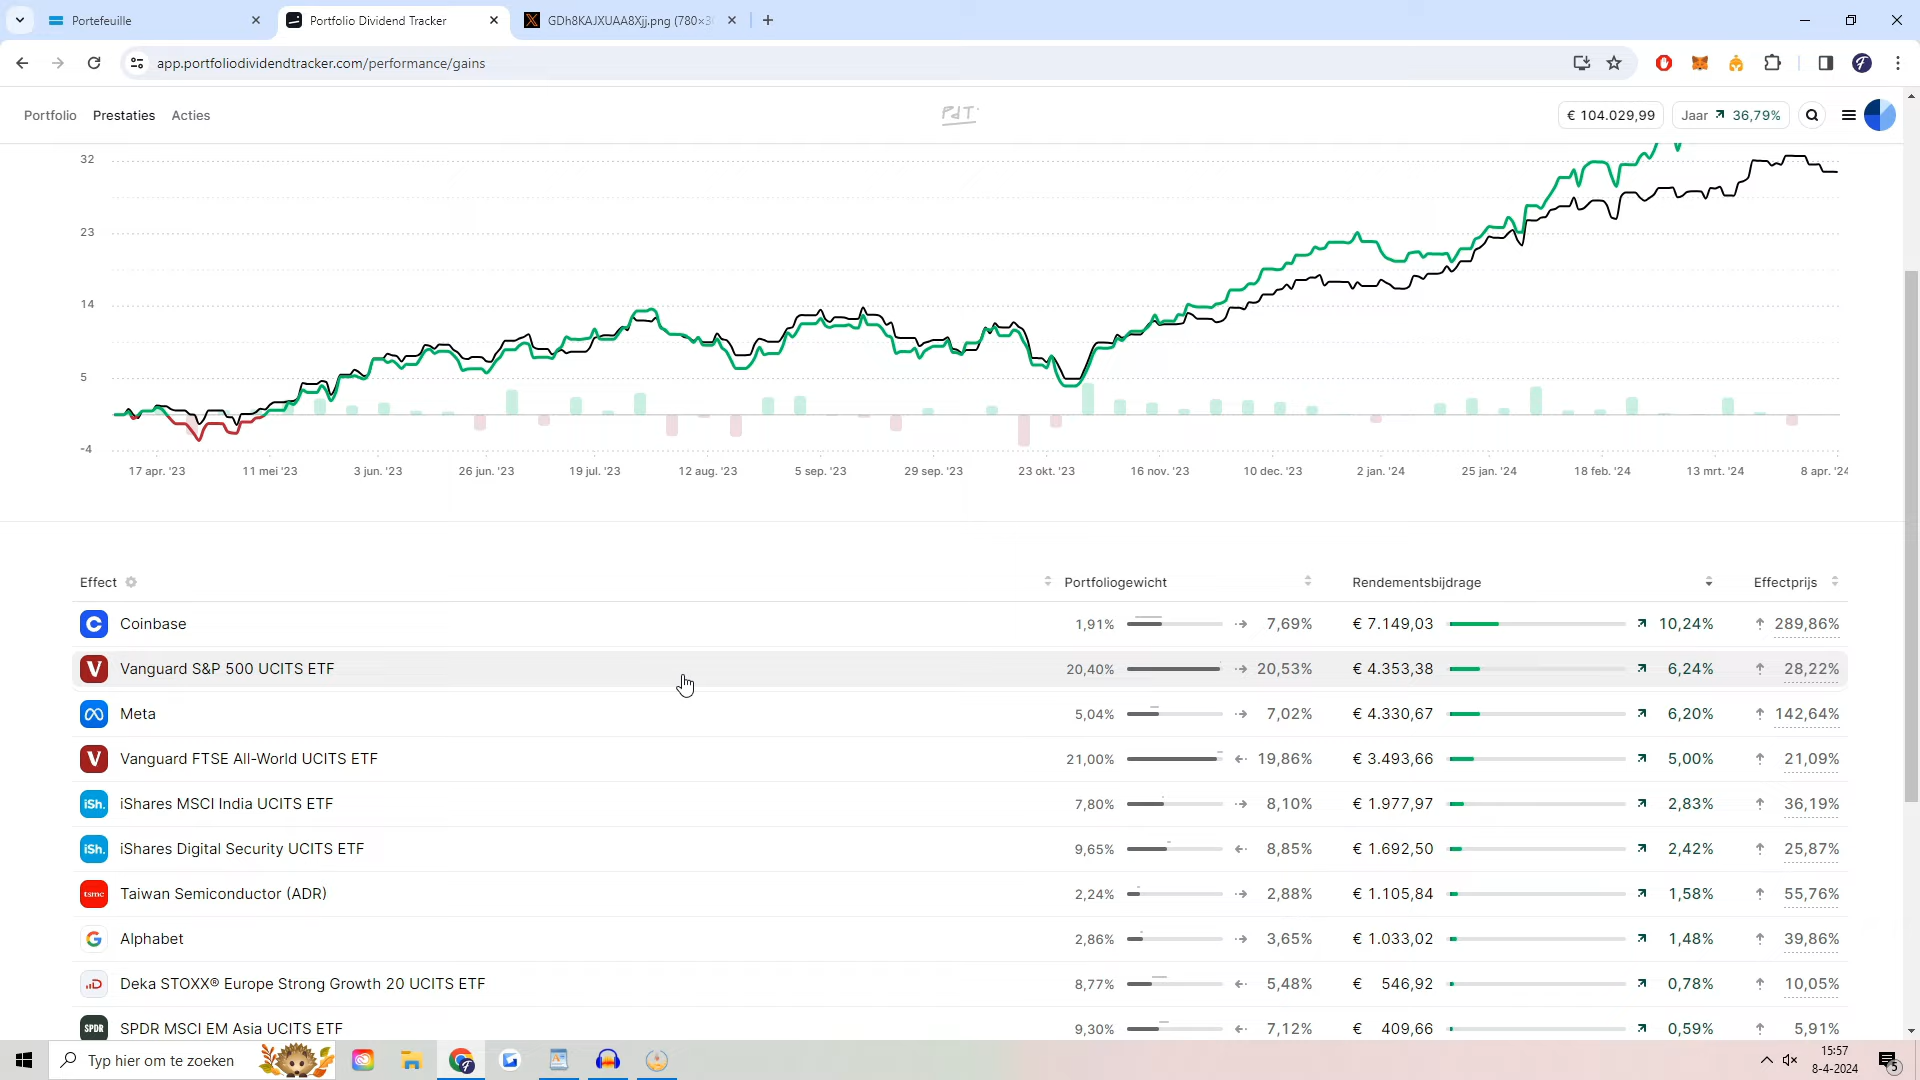 Portefeuille
Portfolio Dividend Tracker
GDh8KAJXUAA8Xjj.png (780×3
app.portfoliodividendtracker.com/performance/gains
Portfolio Prestaties Acties
PdT
€ 104.029,99 Jaar 36,79%
32
23
14
5
-4
17 apr. '23 11 mei '23 3 jun. '23 26 jun. '23 19 jul. '23 12 aug. '23 5 sep. '23 29 sep. '23 23 okt. '23 16 nov. '23 10 dec. '23 2 jan. '24 25 jan. '24 18 feb. '24 13 mrt. '24 8 apr. '24
Effect Portfoliogewicht Rendementsbijdrage Effectprijs
Coinbase 1,91% 7,69% € 7.149,03 10,24% 289,86%
Vanguard S&P 500 UCITS ETF 20,40% 20,53% € 4.353,38 6,24% 28,22%
Meta 5,04% 7,02% € 4.330,67 6,20% 142,64%
Vanguard FTSE All-World UCITS ETF 21,00% 19,86% € 3.493,66 5,00% 21,09%
iSh. iShares MSCI India UCITS ETF 7,80% 8,10% € 1.977,97 2,83% 36,19%
iSh. iShares Digital Security UCITS ETF 9,65% 8,85% € 1.692,50 2,42% 25,87%
tsmc Taiwan Semiconductor (ADR) 2,24% 2,88% € 1.105,84 1,58% 55,76%
Alphabet 2,86% 3,65% € 1.033,02 1,48% 39,86%
Deka STOXX® Europe Strong Growth 20 UCITS ETF 8,77% 5,48% € 546,92 0,78% 10,05%
SPDR SPDR MSCI EM Asia UCITS ETF 9,30% 7,12% € 409,66 0,59% 5,91%
Typ hier om te zoeken
15:57
8-4-2024
5